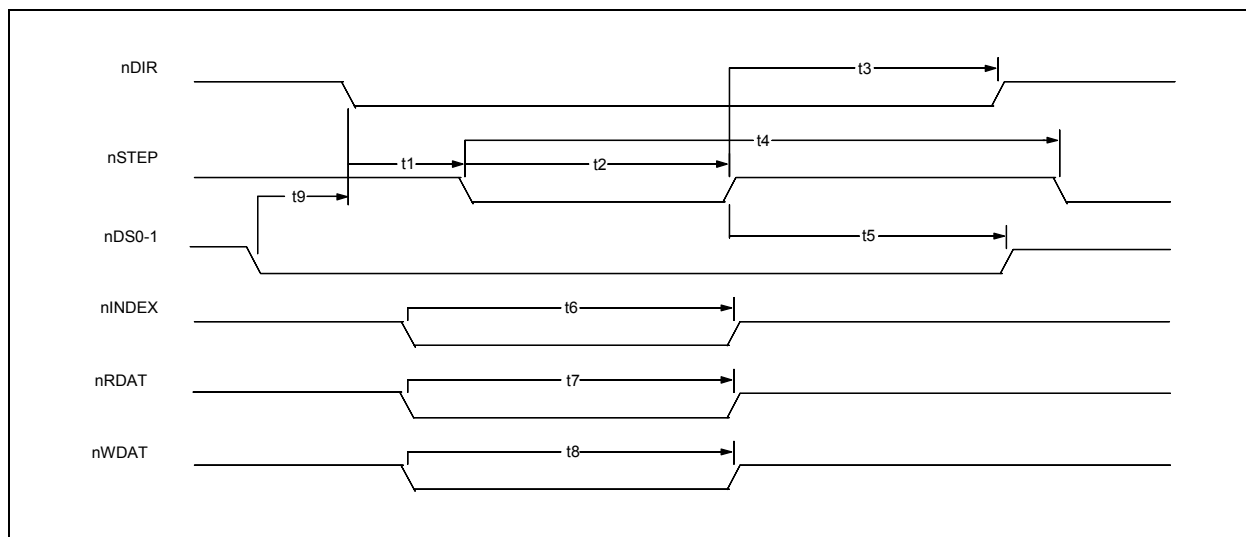 nDIR
t3
t4
nSTEP
t1
t2
t9
nDS0-1
t5
nINDEX
t6
nRDAT
t7
nWDAT
t8